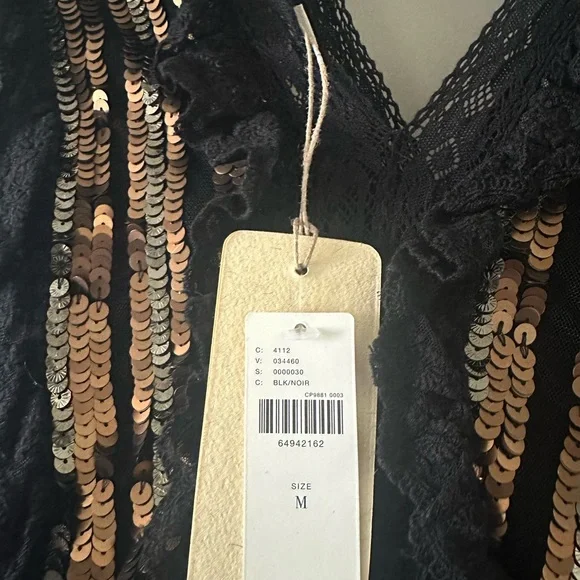 C: 4112
V: 034460
S: 0000030
C: BLK/NOIR
CP9881 0003
64942162
SIZE
M